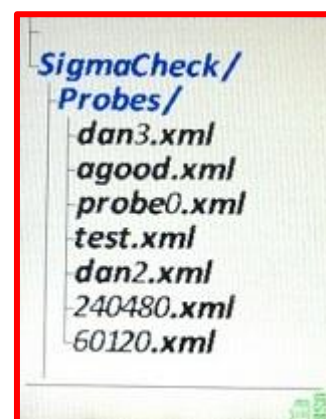 SigmaCheck/
Probes/
dan3.xml
agood.xml
probe0.xml
test.xml
dan2.xml
240480.xml
60120.xml